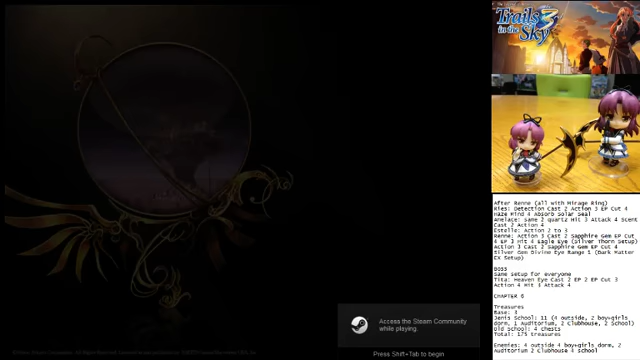 Trails
in the
Sky 3
After Renne (all with Mirage Ring)
Ries: Detection Cast 2 Action 3 EP Cut 4
Haze Mind 4 Absorb Solar Seal
Anelace: Same 2 quartz Hit 3 Attack 4 Scent
Cast 2 Action 4
Estelle: Action 2 to 3
Renne: Action 3 Cast 2 Sapphire Gem EP Cut
4 EP 3 Hit 4 Eagle Eye (Silver Thorn Setup)
Action 3 Cast 2 Sapphire Gem EP Cut
Silver Gem Divine Eye Range 1 (Dark Matter
EX Setup)
BOSS
Same setup for everyone
Tita: Heaven Eye Cast 2 EP 2 EP Cut 3
Action 4 Hit 3 Attack 4
CHAPTER 6
Treasures
Base: 4
Jenis School: 11 (4 outside, 2 boy+girls
dorm, 1 Auditorium, 2 Clubhouse, 2 School)
Old School: 4 chests
Total: 175 treasures
Enemies: 4 outside 4 boy+girls dorm, 2
Auditorium 2 Clubhouse 4 School
Access the Steam Community
while playing.
Press Shift+Tab to begin